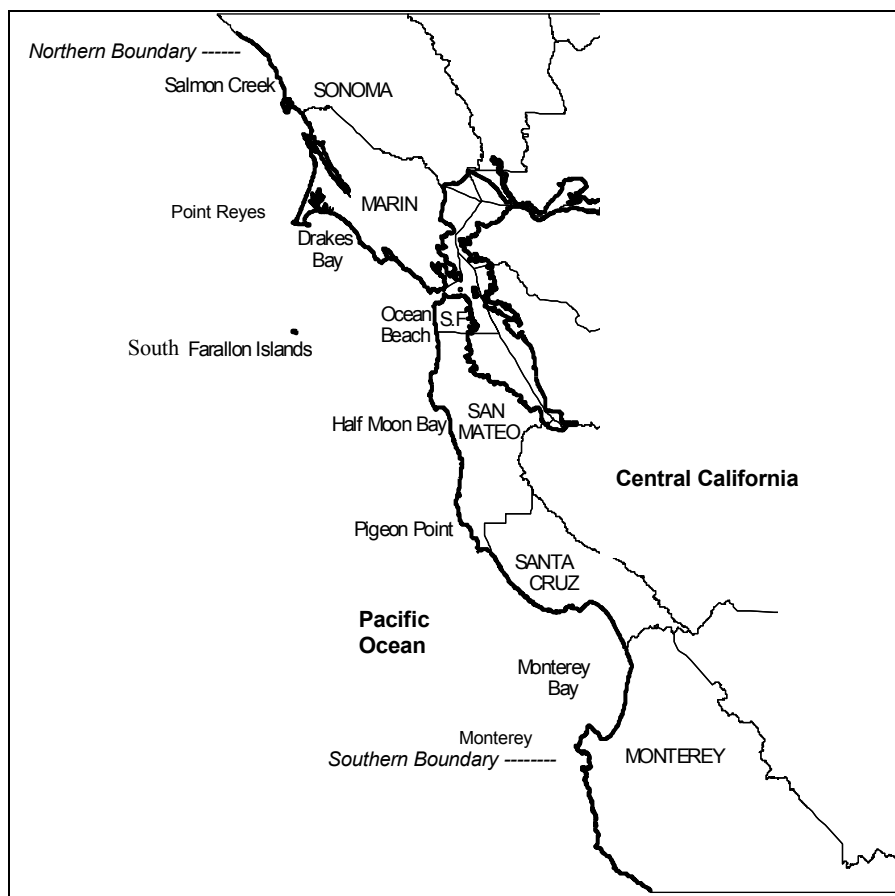 Northern Boundary ------
Salmon Creek
SONOMA
Point Reyes
MARIN
Drakes
Bay
Ocean
Beach
S.F
South Farallon Islands
Half Moon Bay
SAN
MATEO
Central California
Pigeon Point
SANTA
CRUZ
Pacific
Ocean
Monterey
Bay
Monterey
Southern Boundary --------
MONTEREY